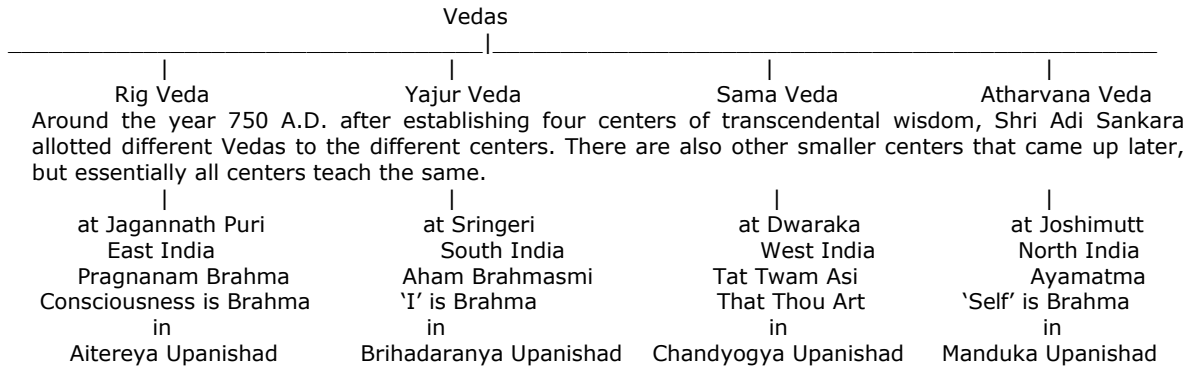 Vedas
____________________________________|__________________________________________________
| | | |
Rig Veda Yajur Veda Sama Veda Atharvana Veda
Around the year 750 A.D. after establishing four centers of transcendental wisdom, Shri Adi Sankara
allotted different Vedas to the different centers. There are also other smaller centers that came up later,
but essentially all centers teach the same.
| | | |
at Jagannath Puri at Sringeri at Dwaraka at Joshimutt
East India South India West India North India
Pragnanam Brahma Aham Brahmasmi Tat Twam Asi Ayamatma
Consciousness is Brahma ‘I’ is Brahma That Thou Art ‘Self’ is Brahma
in in in in
Aitereya Upanishad Brihadaranya Upanishad Chandyogya Upanishad Manduka Upanishad